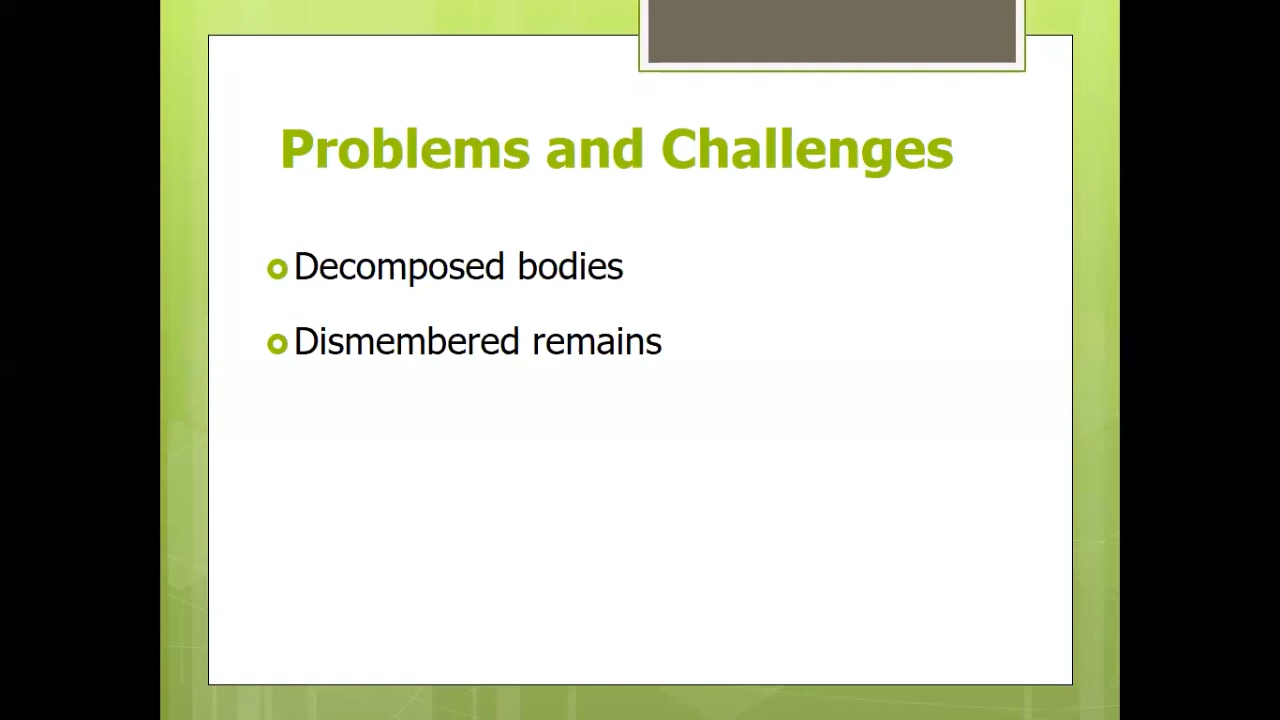 Problems and Challenges
Decomposed bodies
Dismembered remains